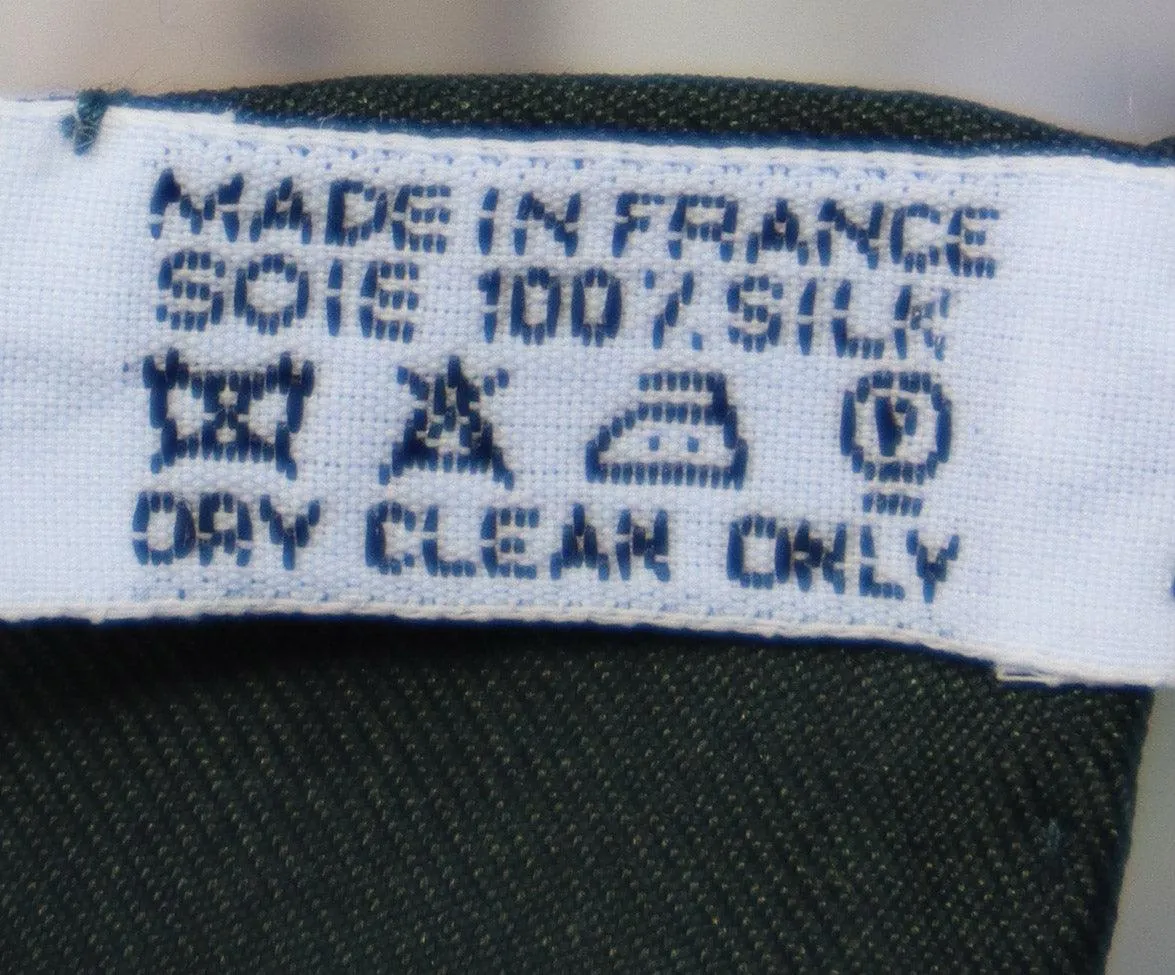 MADE IN FRANCE
SOIE 100% SILK
P
DRY CLEAN ONLY